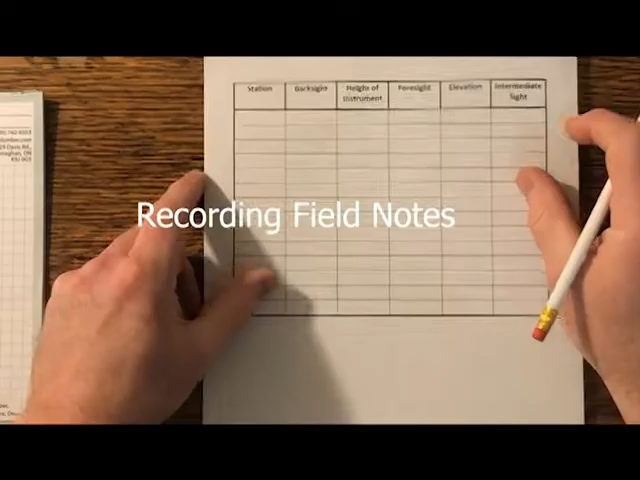 Station Backsight Height of Instrument Foresight Elevation Intermediate Sight
Recording Field Notes